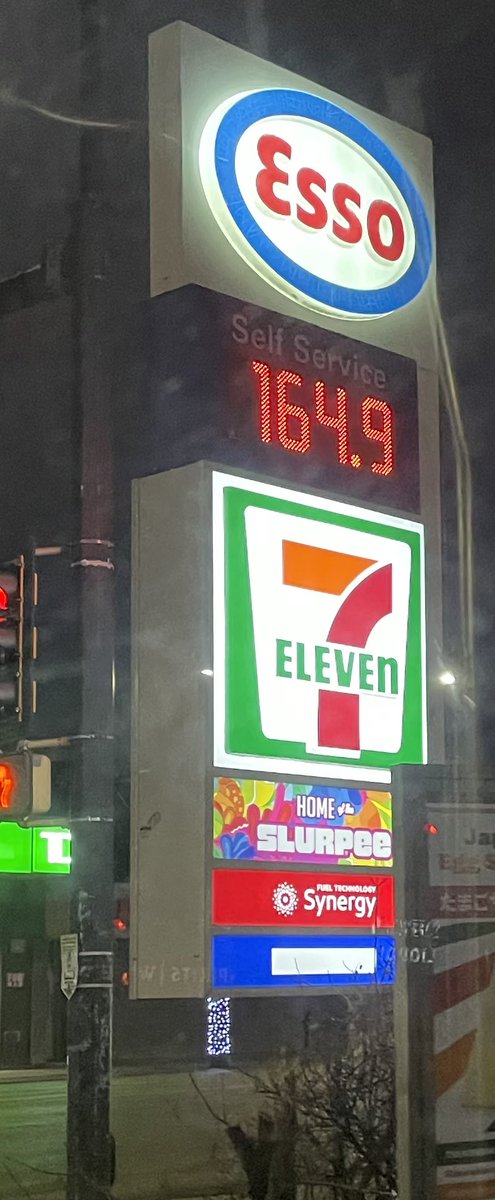 Esso
Self Service
164.9
7
ELEVEn
HOME of the
SLURPEE
FUEL TECHNOLOGY
Synergy